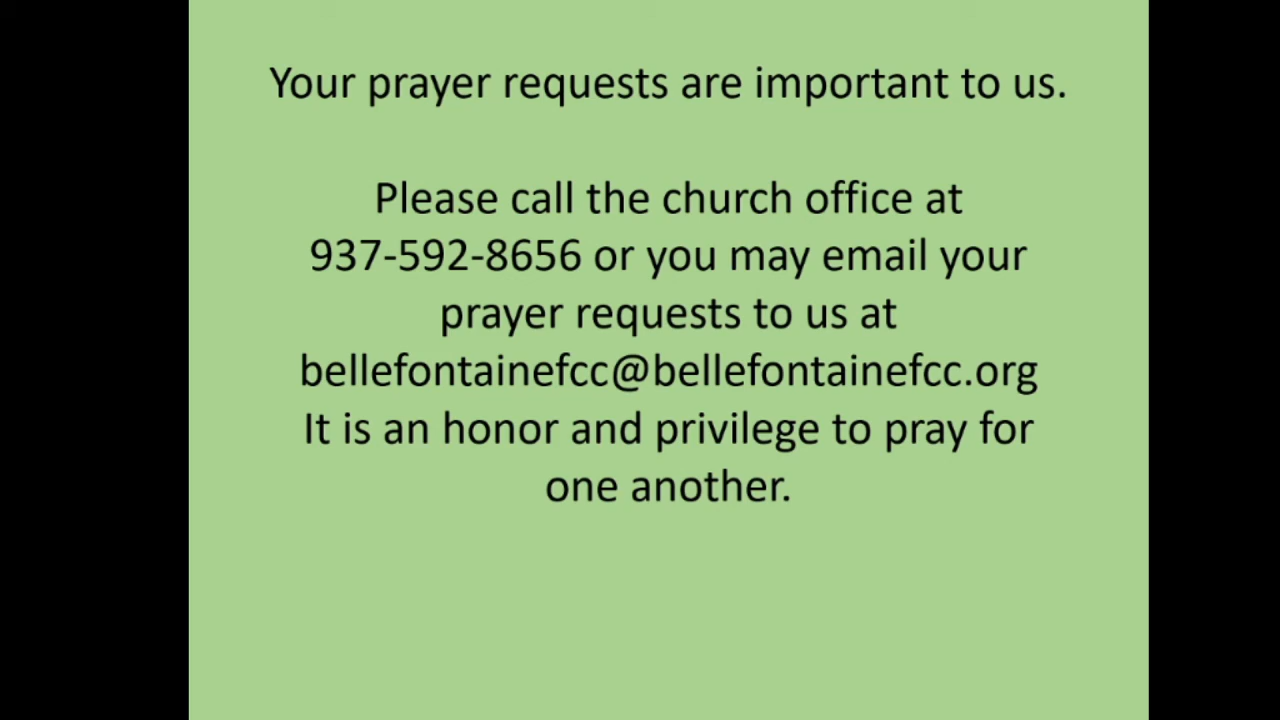 Your prayer requests are important to us.
Please call the church office at
937-592-8656 or you may email your
prayer requests to us at
bellefontainefcc@bellefontainefcc.org
It is an honor and privilege to pray for
one another.